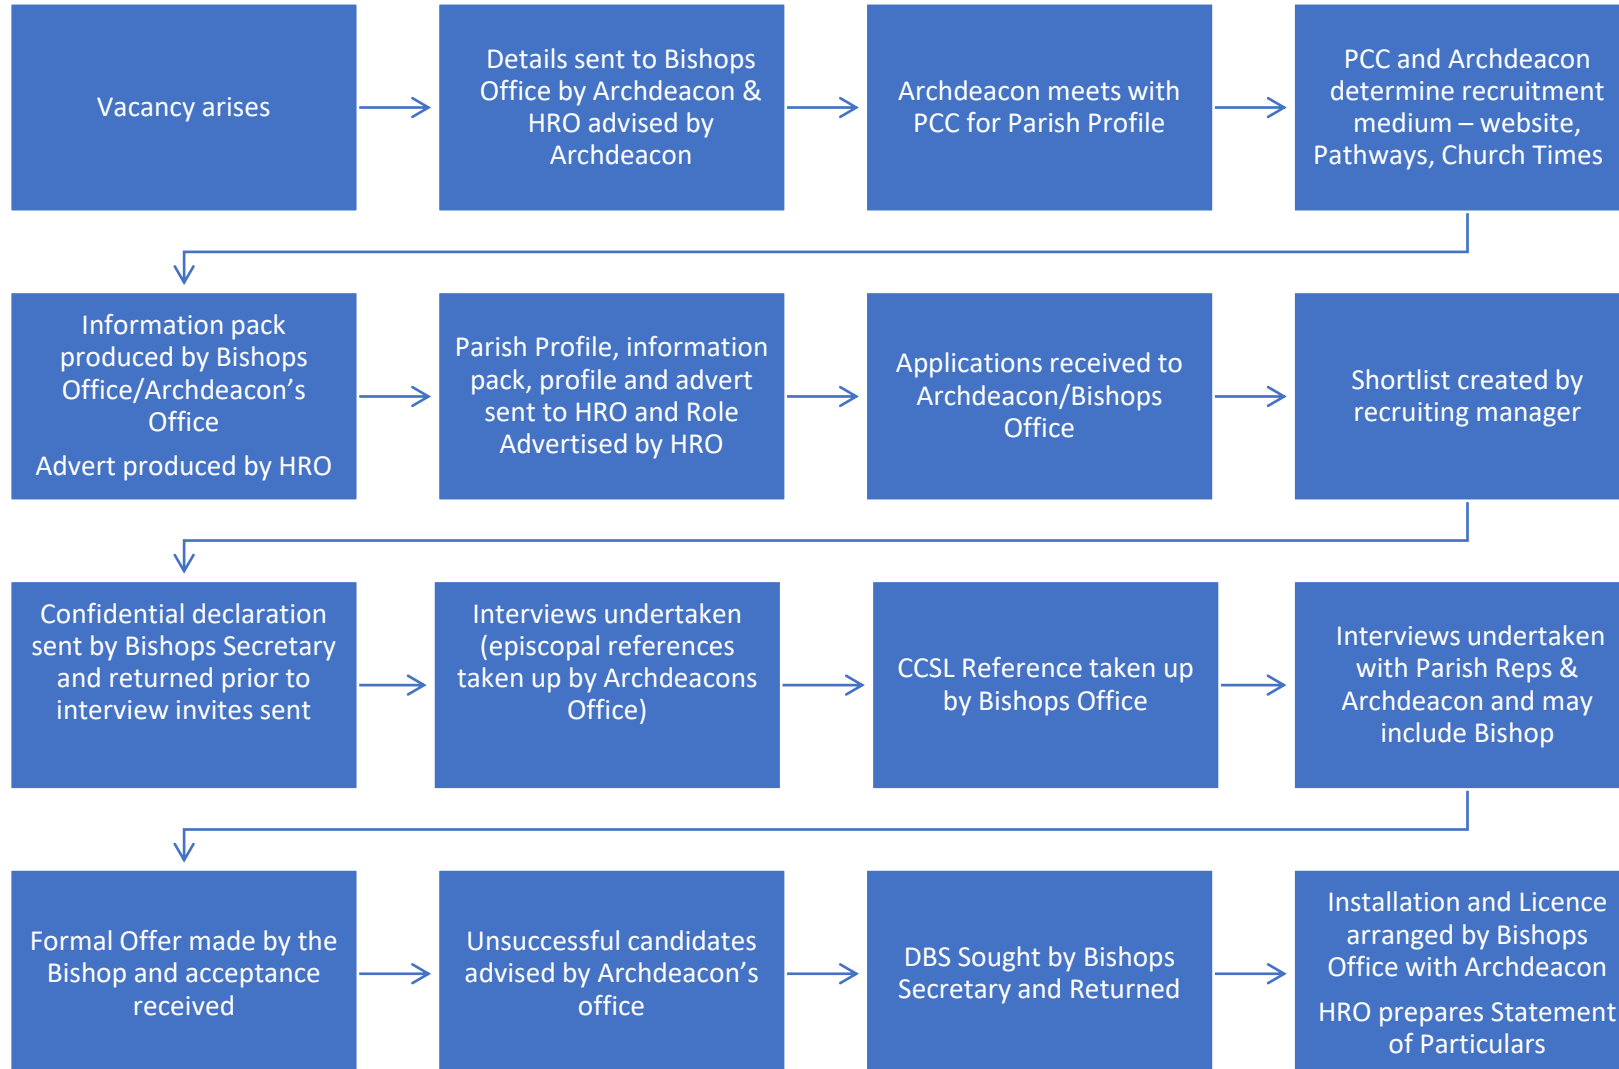 Vacancy arises
Details sent to Bishops
Office by Archdeacon &
HRO advised by
Archdeacon
Archdeacon meets with
PCC for Parish Profile
PCC and Archdeacon
determine recruitment
medium – website,
Pathways, Church Times
Information pack
produced by Bishops
Office/Archdeacon’s
Office
Advert produced by HRO
Parish Profile, information
pack, profile and advert
sent to HRO and Role
Advertised by HRO
Applications received to
Archdeacon/Bishops
Office
Shortlist created by
recruiting manager
Confidential declaration
sent by Bishops Secretary
and returned prior to
interview invites sent
Interviews undertaken
(episcopal references
taken up by Archdeacons
Office)
CCSL Reference taken up
by Bishops Office
Interviews undertaken
with Parish Reps &
Archdeacon and may
include Bishop
Formal Offer made by the
Bishop and acceptance
received
Unsuccessful candidates
advised by Archdeacon’s
office
DBS Sought by Bishops
Secretary and Returned
Installation and Licence
arranged by Bishops
Office with Archdeacon
HRO prepares Statement
of Particulars